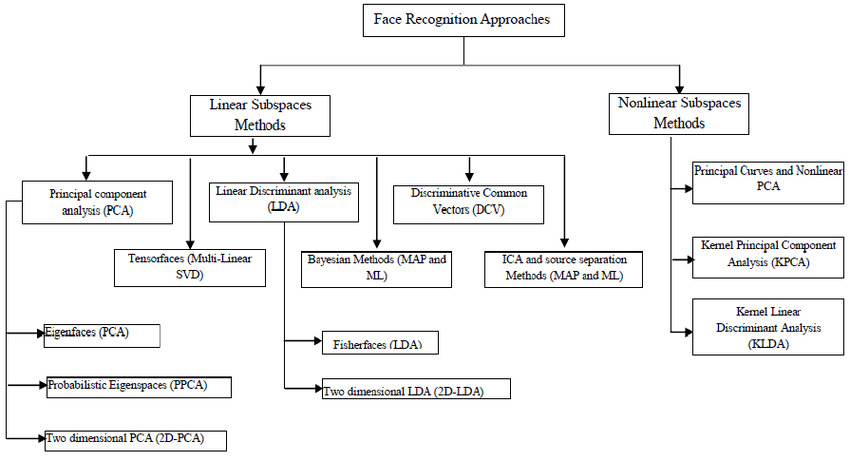 Face Recognition Approaches
Linear Subspaces
Methods
Nonlinear Subspaces
Methods
Principal component
analysis (PCA)
Linear Discriminant analysis
(LDA)
Discriminative Common
Vectors (DCV)
Principal Curves and Nonlinear
PCA
Tensorfaces (Multi-Linear
SVD)
Bayesian Methods (MAP and
ML)
ICA and source separation
Methods (MAP and ML)
Kernel Principal Component
Analysis (KPCA)
Eigenfaces (PCA)
Fisherfaces (LDA)
Kernel Linear
Discriminant Analysis
(KLDA)
Probabilistic Eigenspaces (PPCA)
Two dimensional LDA (2D-LDA)
Two dimensional PCA (2D-PCA)